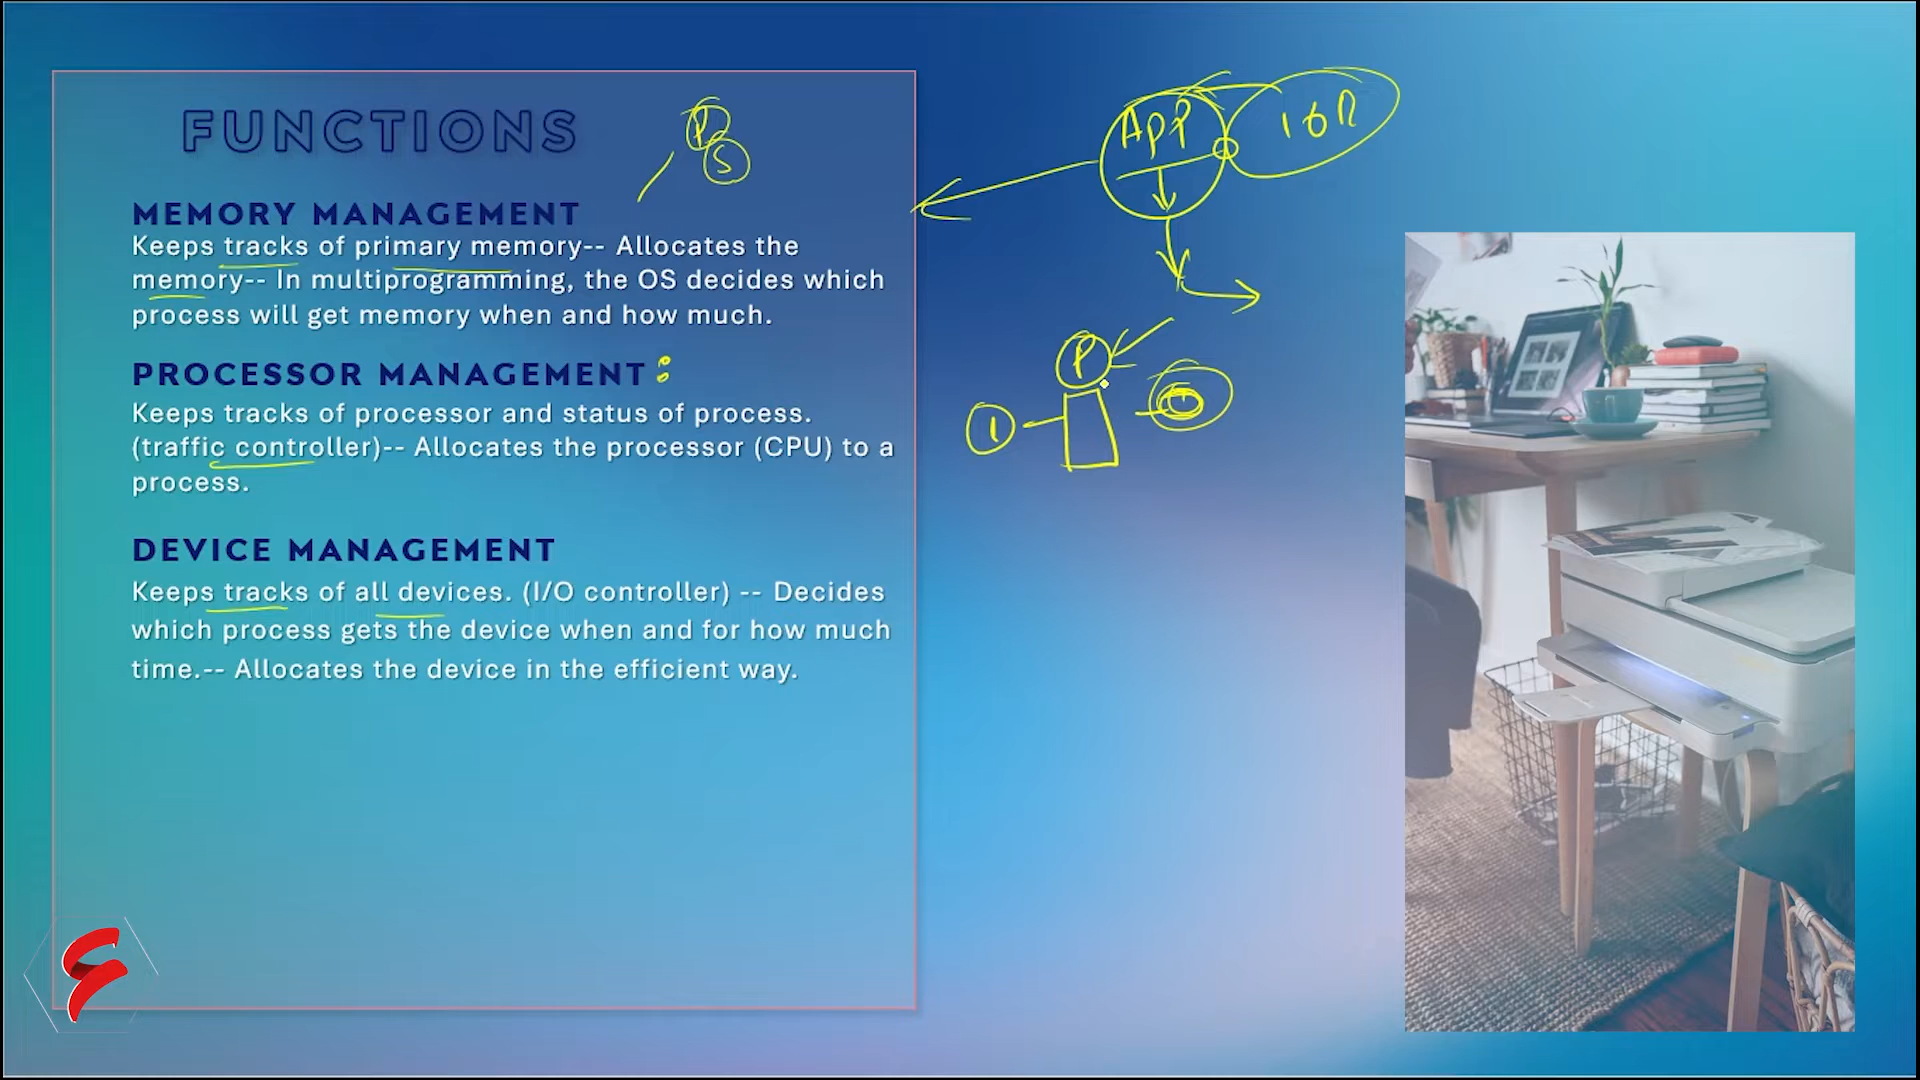 FUNCTIONS
P
S
MEMORY MANAGEMENT
Keeps tracks of primary memory-- Allocates the
memory-- In multiprogramming, the OS decides which
process will get memory when and how much.
PROCESSOR MANAGEMENT :
Keeps tracks of processor and status of process.
(traffic controller)-- Allocates the processor (CPU) to a
process.
DEVICE MANAGEMENT
Keeps tracks of all devices. (I/O controller) -- Decides
which process gets the device when and for how much
time.-- Allocates the device in the efficient way.
APP
P
1